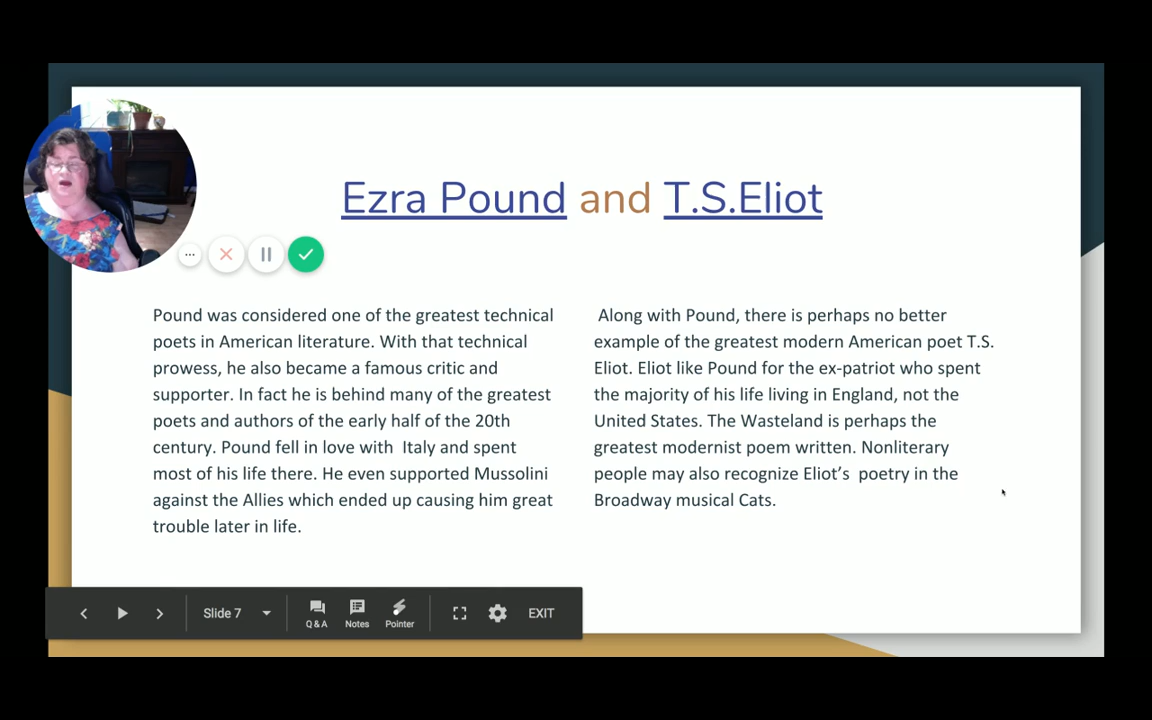 Ezra Pound and T.S.Eliot
Pound was considered one of the greatest technical
poets in American literature. With that technical
prowess, he also became a famous critic and
supporter. In fact he is behind many of the greatest
poets and authors of the early half of the 20th
century. Pound fell in love with  Italy and spent
most of his life there. He even supported Mussolini
against the Allies which ended up causing him great
trouble later in life.
Along with Pound, there is perhaps no better
example of the greatest modern American poet T.S.
Eliot. Eliot like Pound for the ex-patriot who spent
the majority of his life living in England, not the
United States. The Wasteland is perhaps the
greatest modernist poem written. Nonliterary
people may also recognize Eliot’s  poetry in the
Broadway musical Cats.
Slide 7
Q & A
Notes
Pointer
EXIT